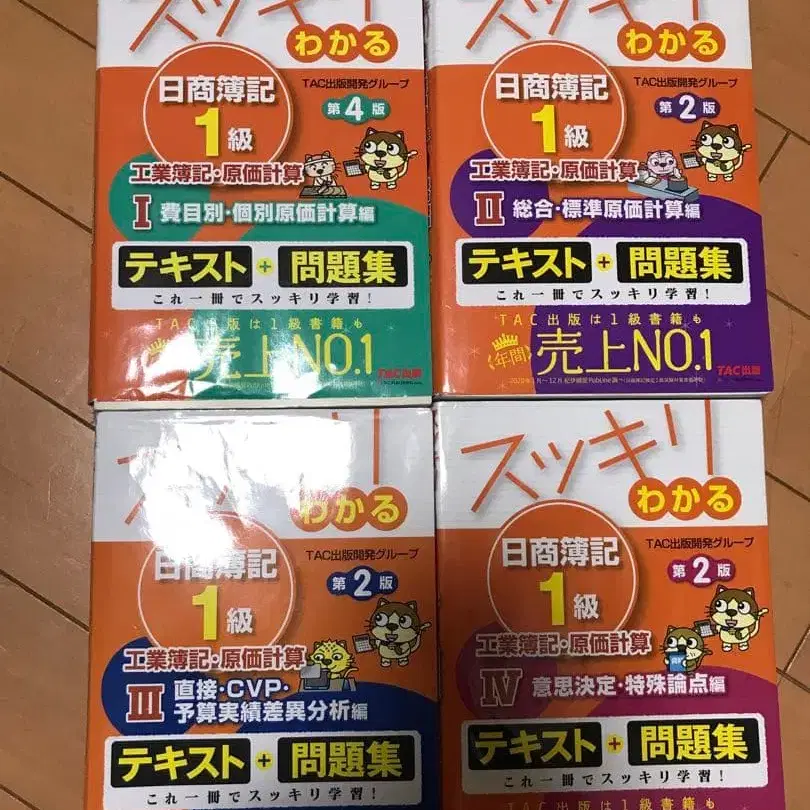 スッキリ
わかる
日商簿記
1級
TAC出版開発グループ
第4版
工業簿記・原価計算
I 費目別・個別原価計算編
テキスト+問題集
これ一冊でスッキリ学習!
TAC出版は1級書籍も
売上NO.1
TAC出版
スッキリ
わかる
日商簿記
1級
TAC出版開発グループ
第2版
工業簿記・原価計算
II 総合・標準原価計算編
テキスト+問題集
これ一冊でスッキリ学習!
TAC出版は1級書籍も
年間 売上NO.1
TAC出版
わかる
日商簿記
1級
TAC出版開発グループ
第2版
工業簿記・原価計算
III 直接・CVP・
予算実績差異分析編
テキスト+問題集
これ一冊でスッキリ学習!
スッキリ
わかる
日商簿記
1級
TAC出版開発グループ
第2版
工業簿記・原価計算
IV 意思決定・特殊論点編
テキスト+問題集
これ一冊でスッキリ学習!
TAC出版は1級書籍も